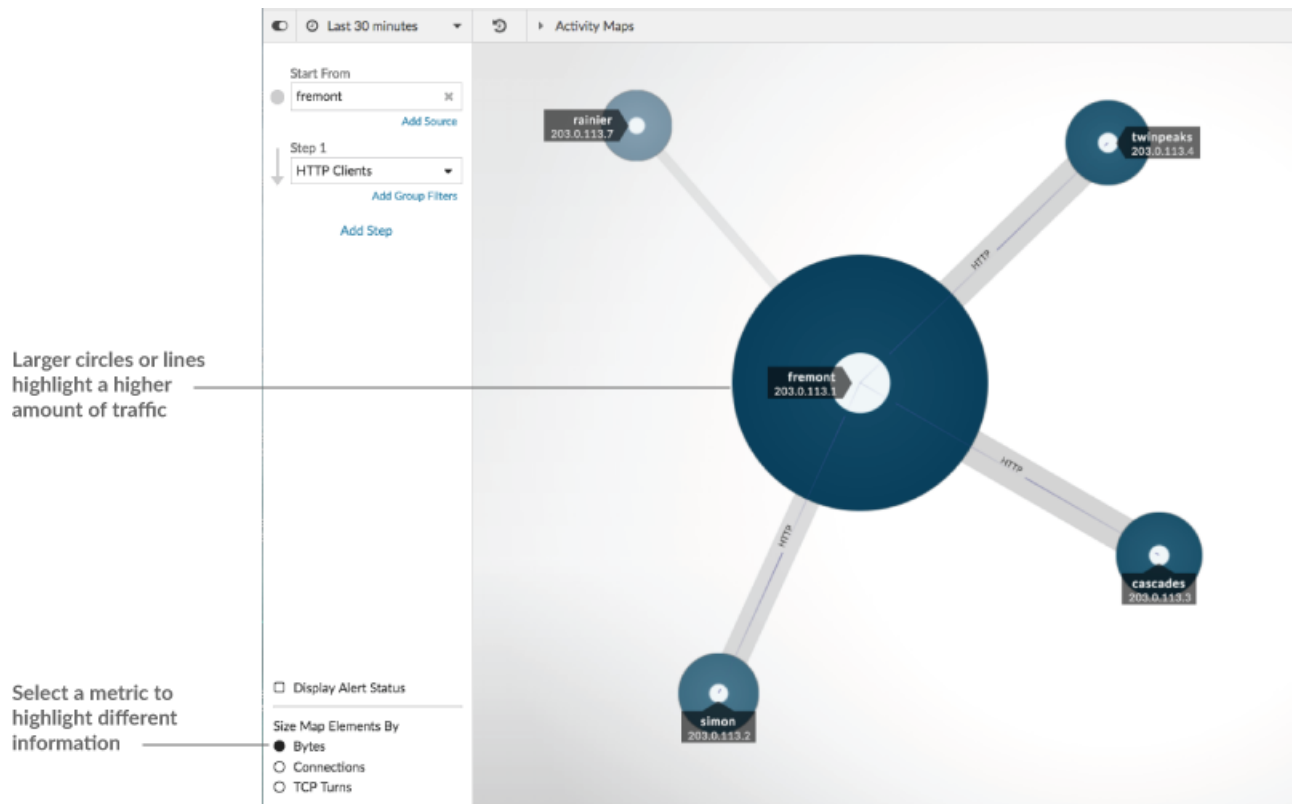 Last 30 minutes
Activity Maps
Start From
fremont
Add Source
Step 1
HTTP Clients
Add Group Filters
Add Step
Larger circles or lines
highlight a higher
amount of traffic
Select a metric to
highlight different
information
Display Alert Status
Size Map Elements By
Bytes
Connections
TCP Turns
rainier
203.0.113.7
twinpeaks
203.0.113.4
HTTP
fremont
203.0.113.1
HTTP
HTTP
cascades
203.0.113.3
simon
203.0.113.2